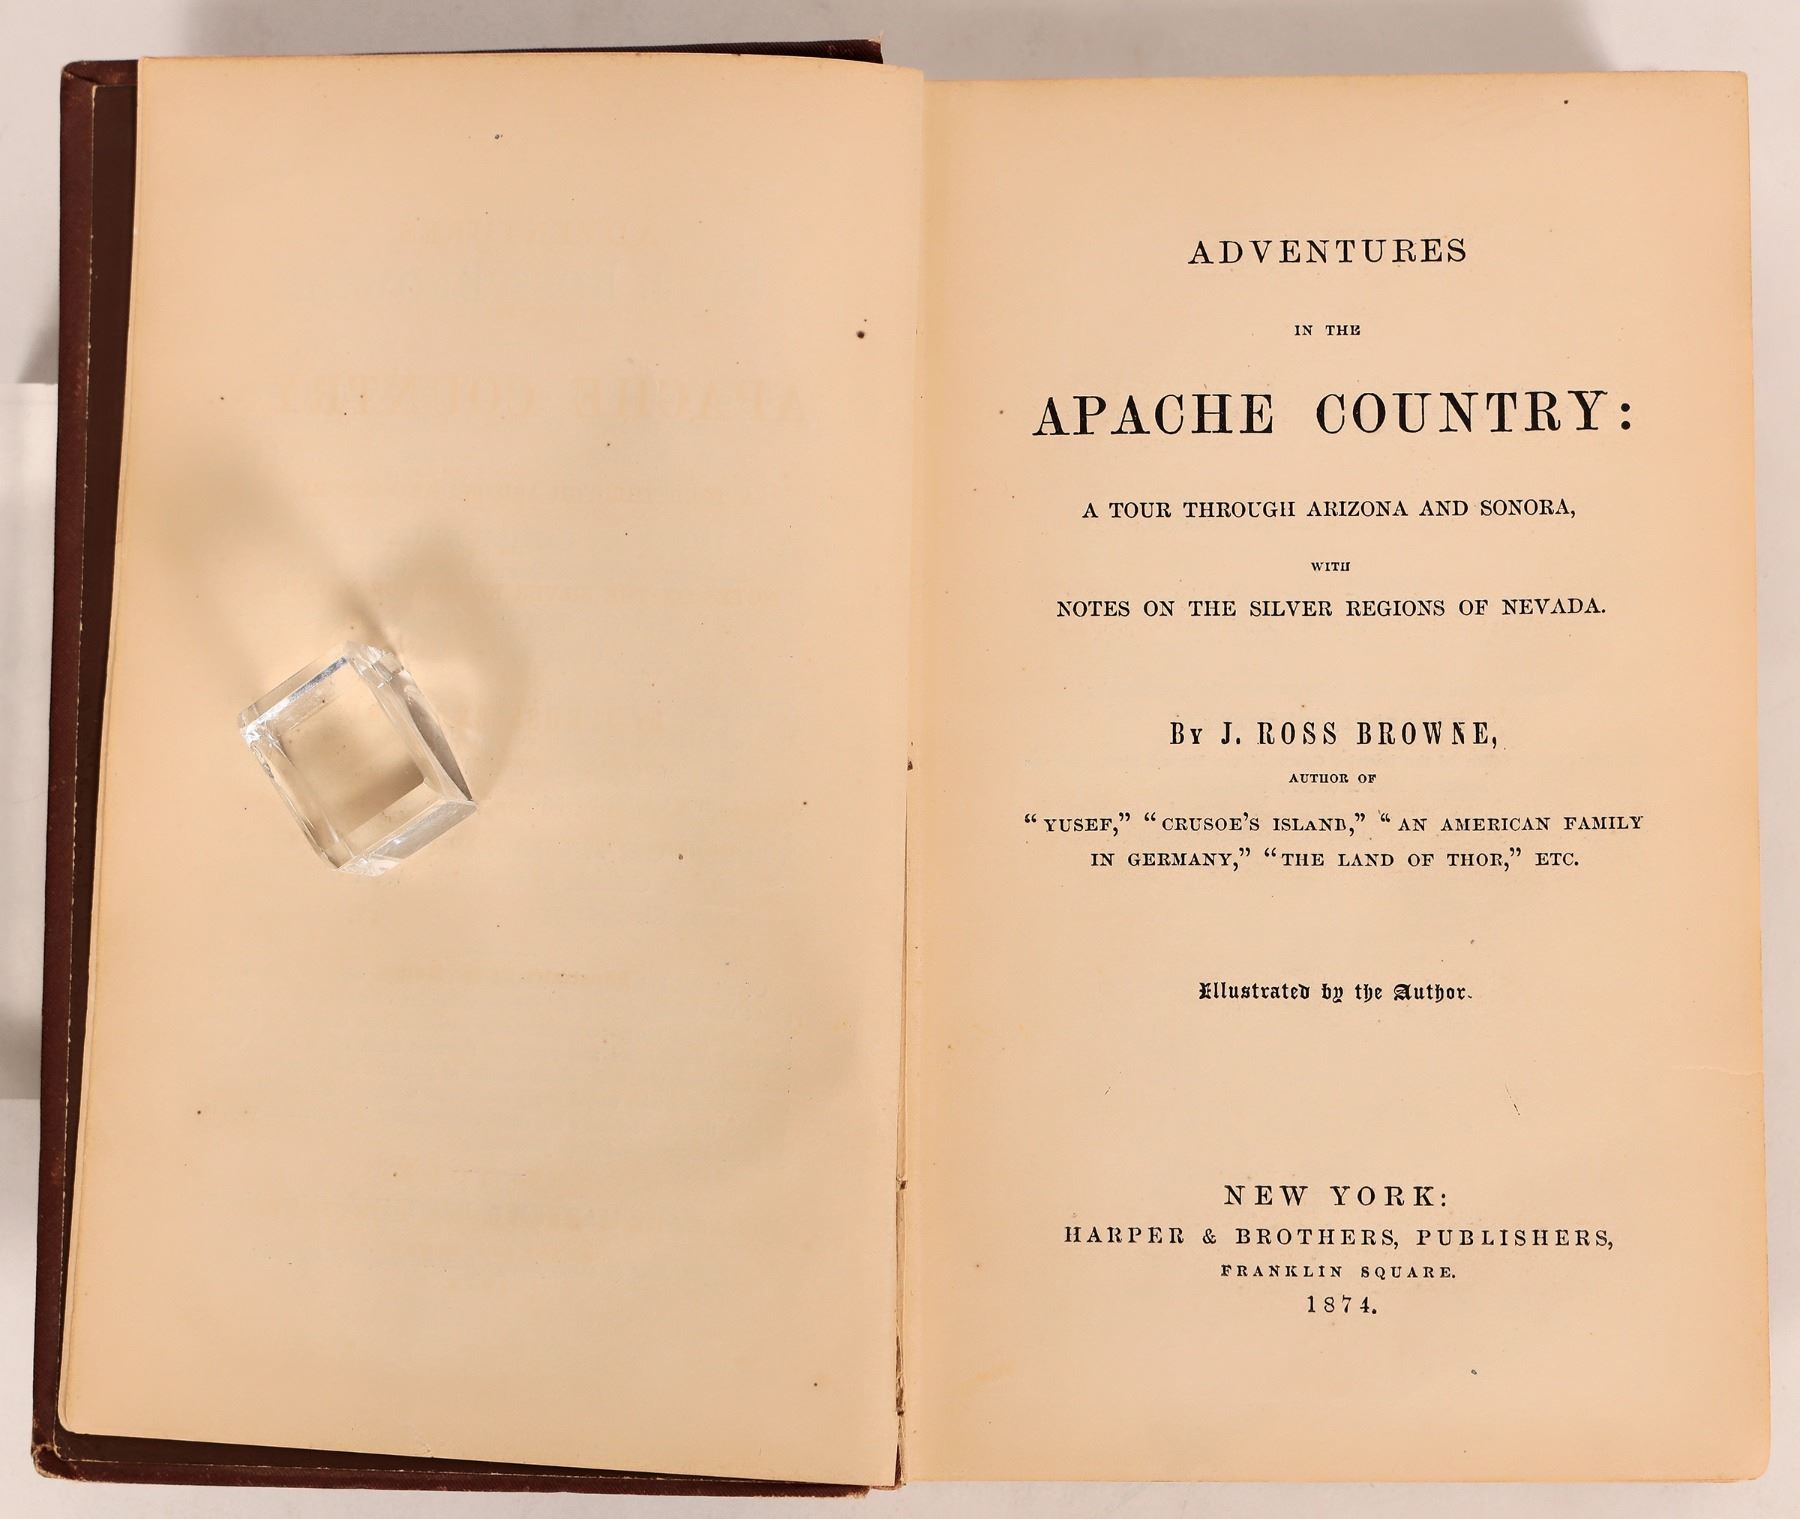 ADVENTURES
IN THE
APACHE COUNTRY:
A TOUR THROUGH ARIZONA AND SONORA,
WITH
NOTES ON THE SILVER REGIONS OF NEVADA.
By J. ROSS BROWNE,
AUTHOR OF
“YUSEF,” “CRUSOE’S ISLAND,” “AN AMERICAN FAMILY
IN GERMANY,” “THE LAND OF THOR,” ETC.
Illustrated by the Author.
NEW YORK:
HARPER & BROTHERS, PUBLISHERS,
FRANKLIN SQUARE.
1874.